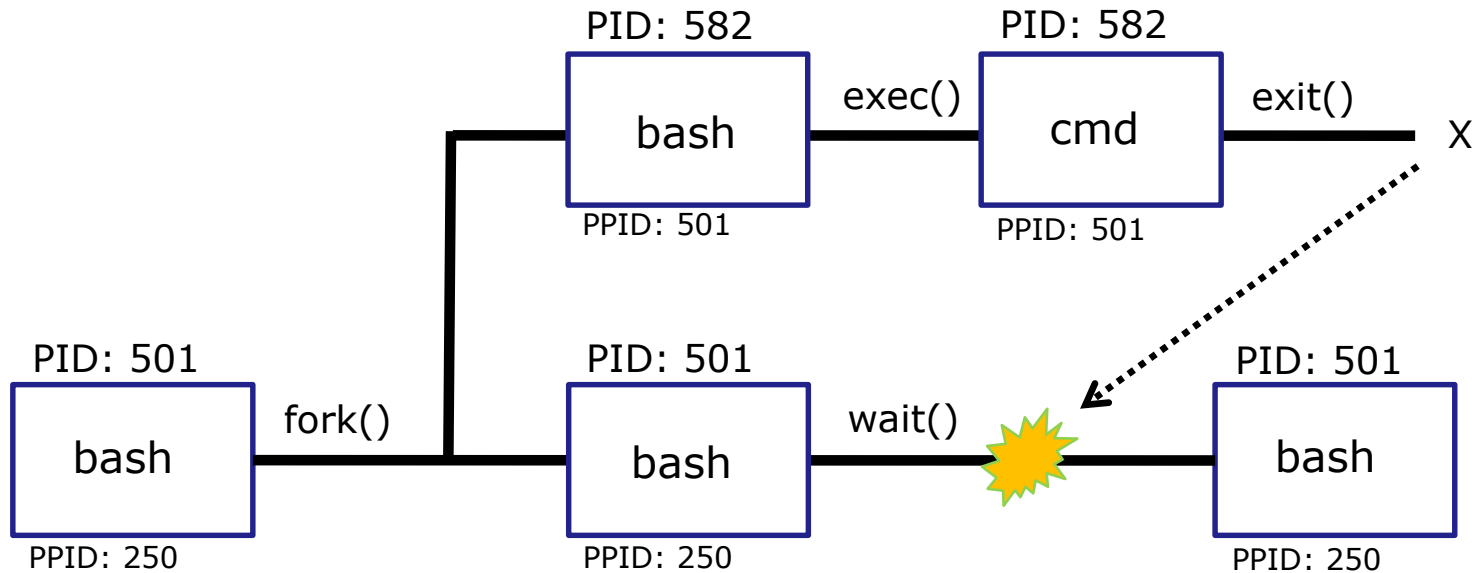 PID: 582
PID: 582
bash
exec()
cmd
exit()
X
PPID: 501
PPID: 501
PID: 501
PID: 501
PID: 501
bash
fork()
bash
wait()
bash
PPID: 250
PPID: 250
PPID: 250